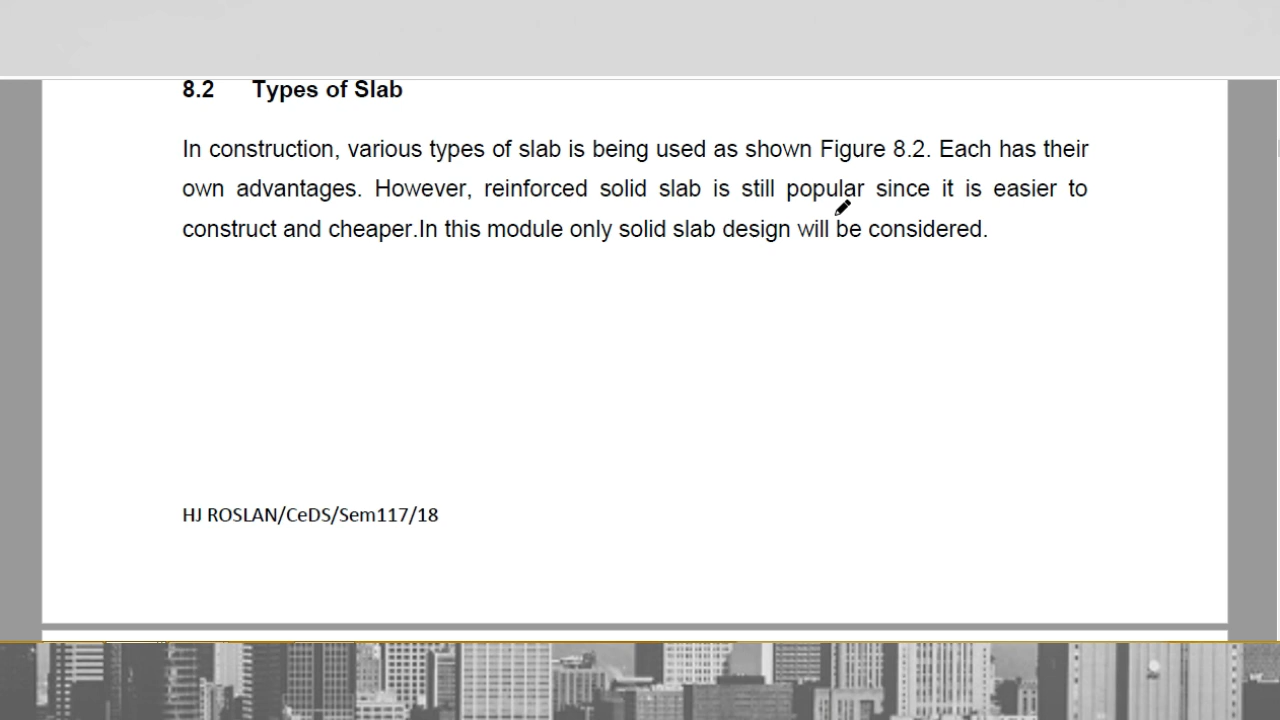 8.2 Types of Slab
In construction, various types of slab is being used as shown Figure 8.2. Each has their
own advantages. However, reinforced solid slab is still popular since it is easier to
construct and cheaper.In this module only solid slab design will be considered.
HJ ROSLAN/CeDS/Sem117/18